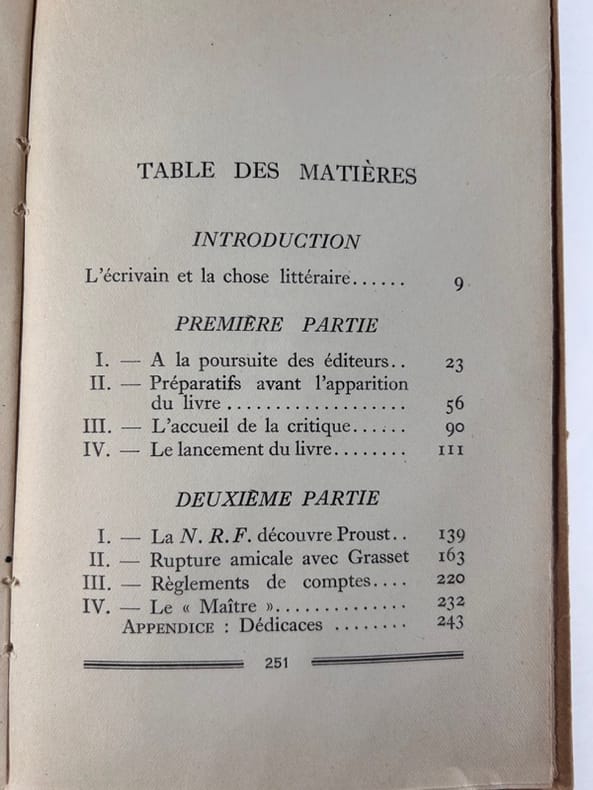 TABLE DES MATIÈRES
INTRODUCTION
L'écrivain et la chose littéraire...... 9
PREMIÈRE PARTIE
I. — A la poursuite des éditeurs.. 23
II. — Préparatifs avant l'apparition
du livre .................. 56
III. — L'accueil de la critique...... 90
IV. — Le lancement du livre........ 111
DEUXIÈME PARTIE
I. — La N. R. F. découvre Proust.. 139
II. — Rupture amicale avec Grasset 163
III. — Règlements de comptes.... 220
IV. — Le « Maître ».............. 232
APPENDICE : Dédicaces ........ 243
251